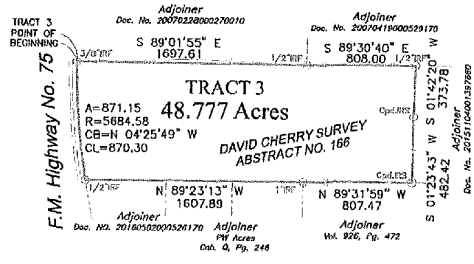 Adjoiner
Doc. No. 20070228000270010
Adjoiner
Doc. No. 20070419000529170
TRACT 3
POINT OF
BEGINNING
3/8"IRF
S 89°01'55" E
1697.61
1/2"IRF
S 89°30'40" E
808.00
1/2"IRF
S 01°42'20" W
373.78
TRACT 3
48.777 Acres
A=871.15
R=5684.58
CB=N 04°25'49" W
CL=870.30
DAVID CHERRY SURVEY
ABSTRACT NO. 166
F.M. Highway No. 75
Cpd.IRS
Adjoiner
S 01°23'43" W
482.42
Cpd.IRS
1/2"IRF
N 89°23'13" W
1607.89
1"IRF
N 89°31'59" W
807.47
Adjoiner
Doc. NO. 20160502000526170
Adjoiner
PW Acres
Cab. Q, Pg. 246
Adjoiner
Vol. 926, Pg. 472